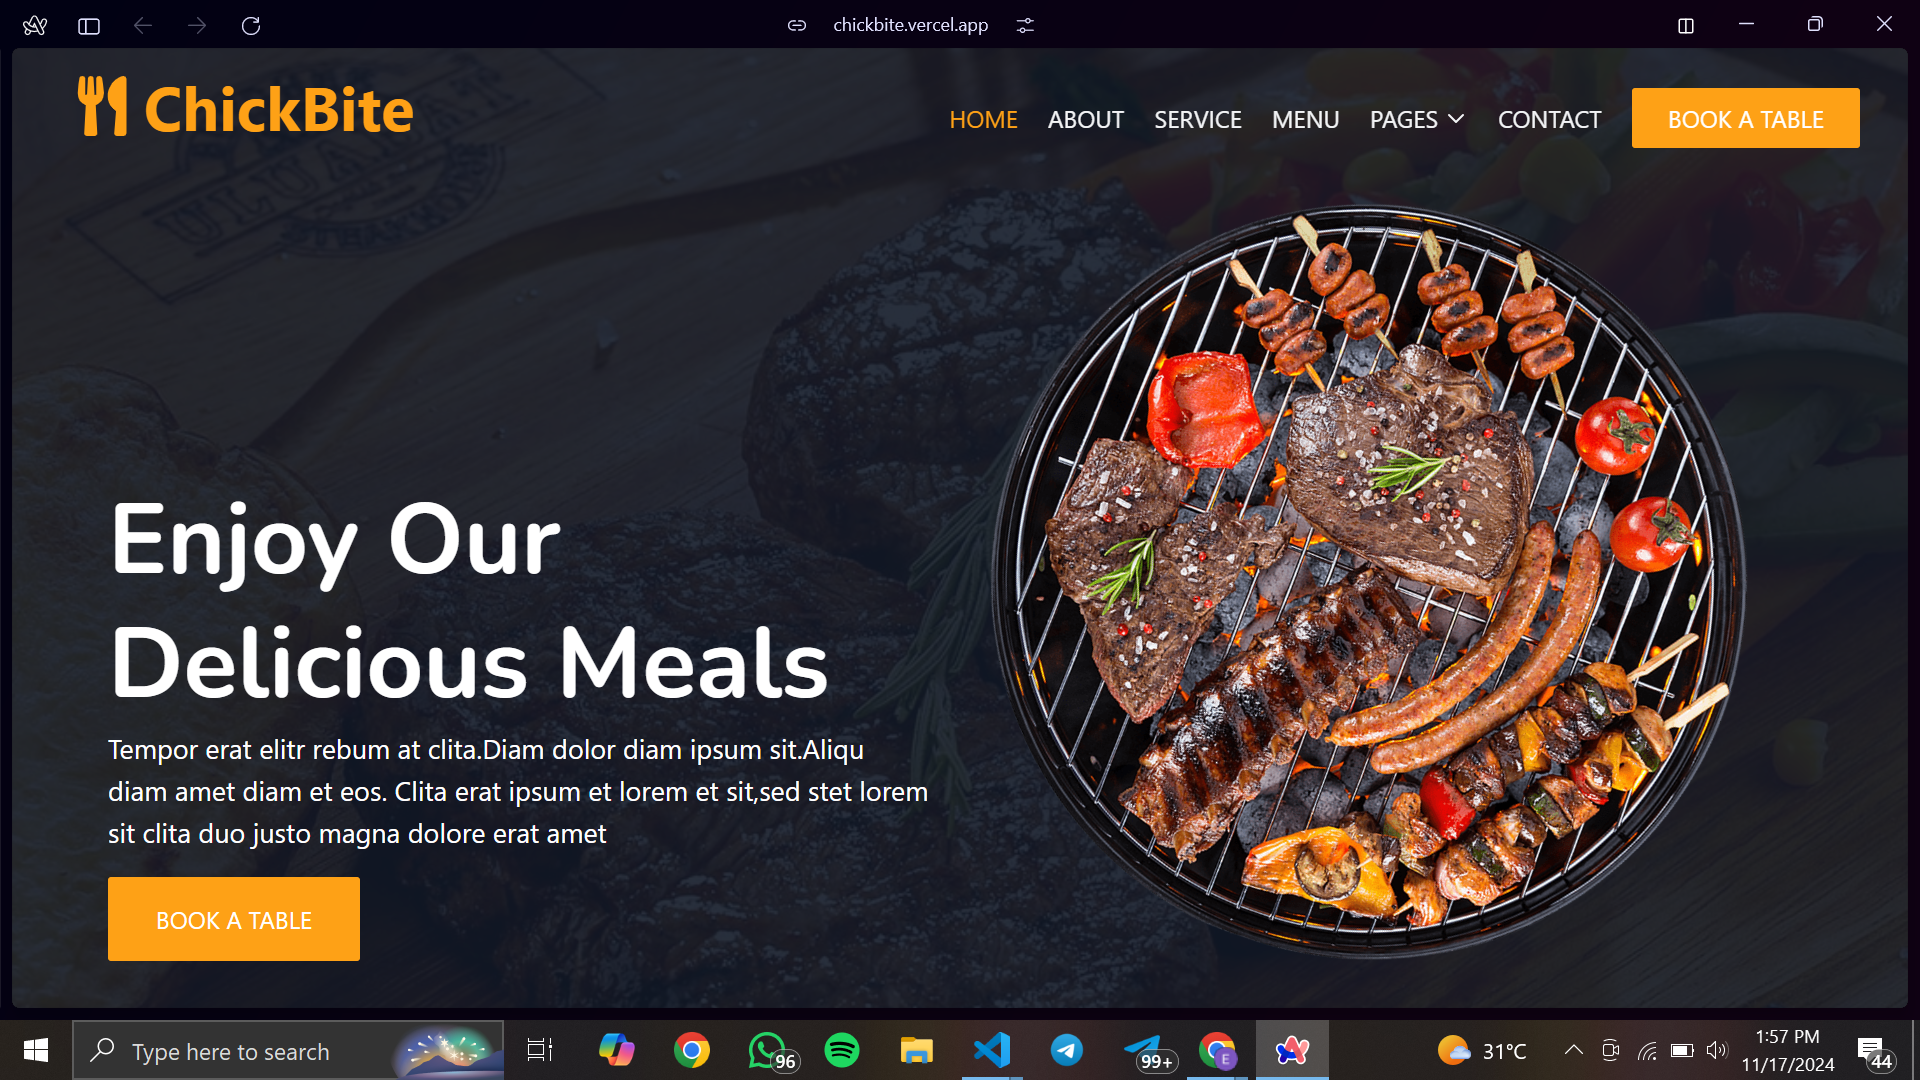 chickbite.vercel.app
ChickBite
HOME ABOUT SERVICE MENU PAGES CONTACT BOOK A TABLE
Enjoy Our
Delicious Meals
Tempor erat elitr rebum at clita.Diam dolor diam ipsum sit.Aliqu
diam amet diam et eos. Clita erat ipsum et lorem et sit,sed stet lorem
sit clita duo justo magna dolore erat amet
BOOK A TABLE
Type here to search
96
99+
E
31°C
1:57 PM
11/17/2024
44